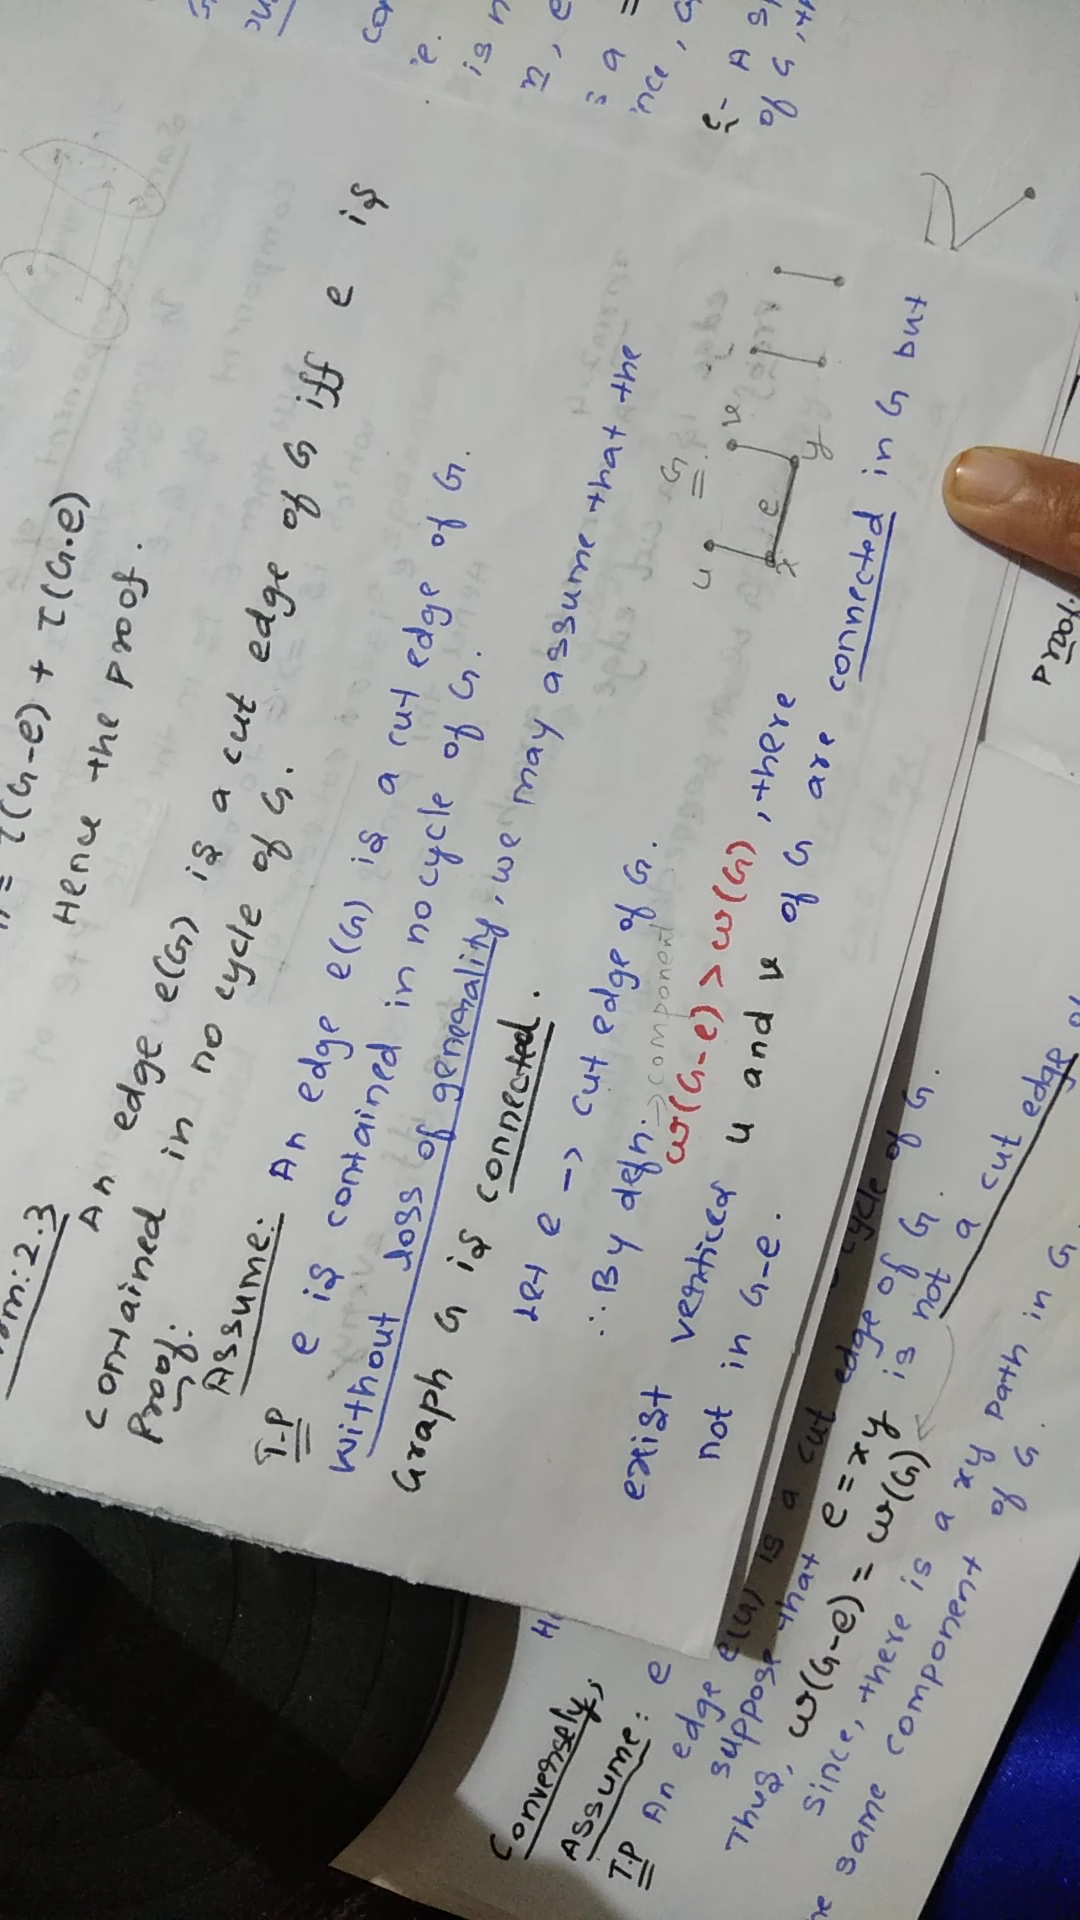 = τ(G-e) + τ(G·e)
Hence the proof.
2.3
An edge e(G) is a cut edge of G iff e is
contained in no cycle of G.
Proof:
Assume: An edge e(G) is a cut edge of G.
T.P e is contained in no cycle of G.
Without loss of generality, we may assume that the
Graph G is connected.
Let e -> cut edge of G.
∴ By defn. -> component
w(G-e) > w(G), there
exist vertices u and v of G are connected in G but
not in G-e.
G
u
v
e
x
y
Conversely,
Assume: e
cycle of G.
T.P An edge e(G) is a cut edge of G.
Suppose that e = xy is not a cut edge of
Thus, w(G-e) = w(G)
Since, there is a xy path in G
same component of G.
Proof.
is a
A
of G,